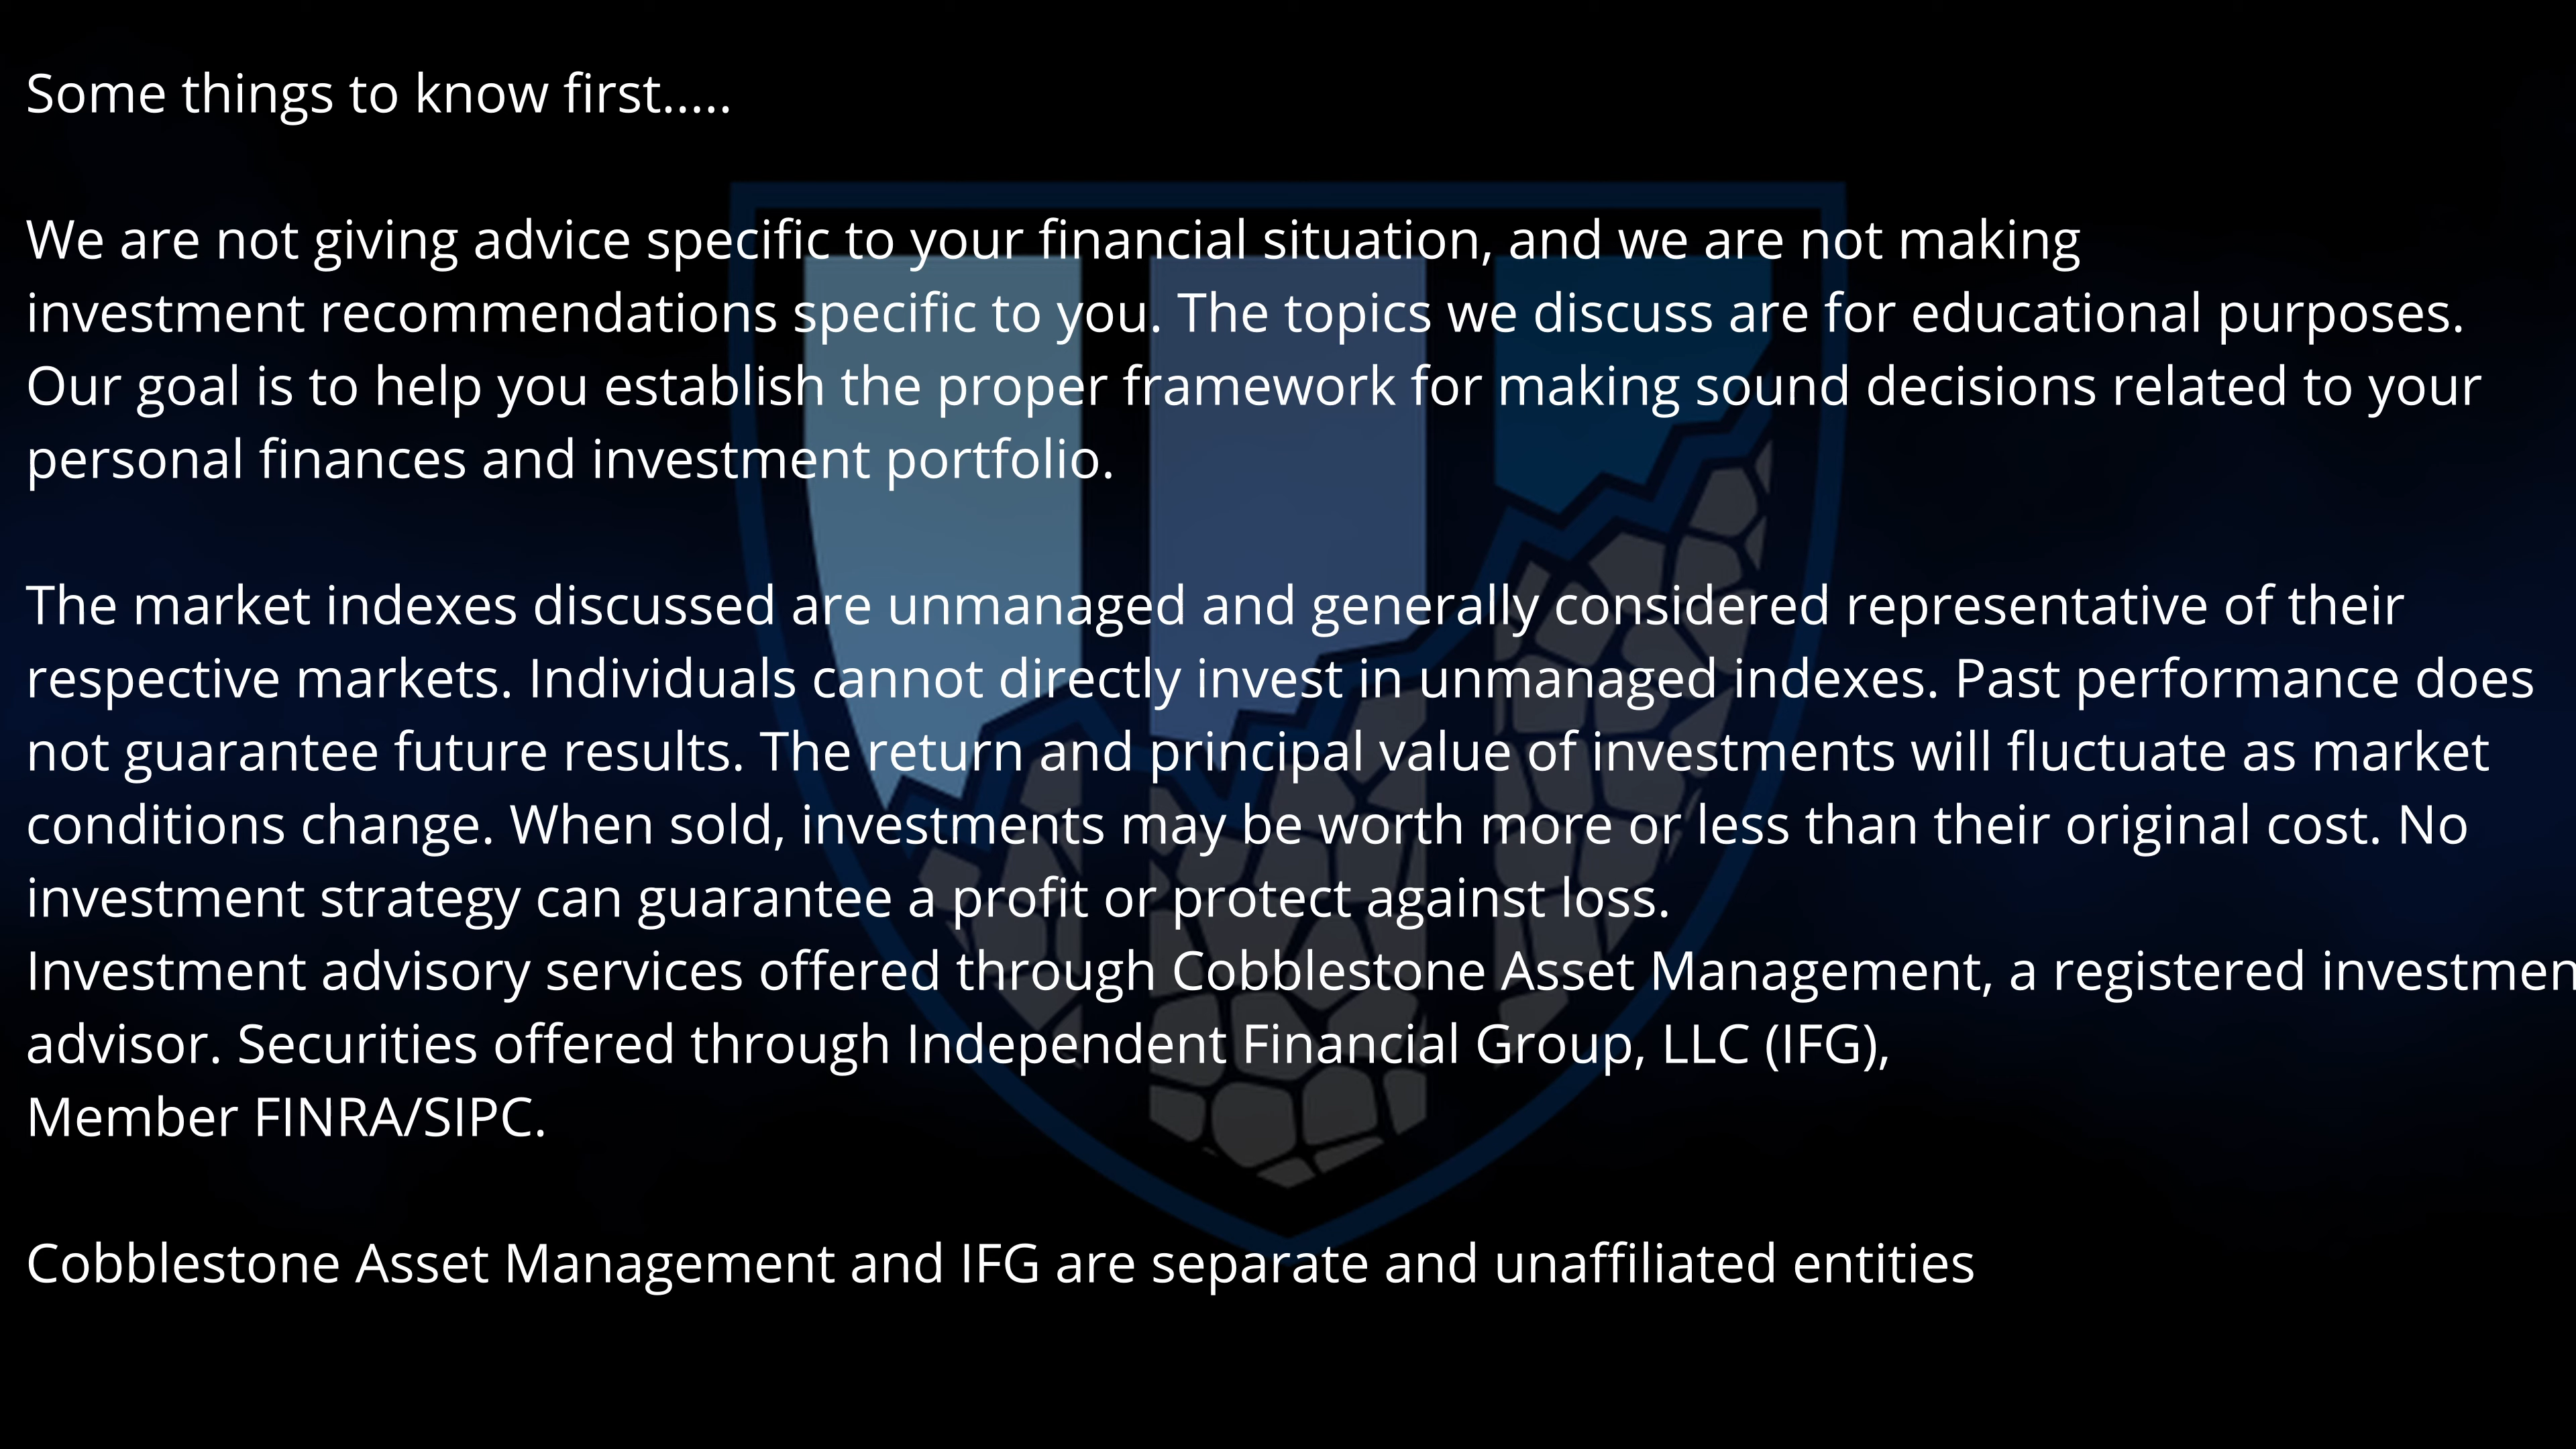 Some things to know first.....
We are not giving advice specific to your financial situation, and we are not making
investment recommendations specific to you. The topics we discuss are for educational purposes.
Our goal is to help you establish the proper framework for making sound decisions related to your
personal finances and investment portfolio.
The market indexes discussed are unmanaged and generally considered representative of their
respective markets. Individuals cannot directly invest in unmanaged indexes. Past performance does
not guarantee future results. The return and principal value of investments will fluctuate as market
conditions change. When sold, investments may be worth more or less than their original cost. No
investment strategy can guarantee a profit or protect against loss.
Investment advisory services offered through Cobblestone Asset Management, a registered investmen
advisor. Securities offered through Independent Financial Group, LLC (IFG),
Member FINRA/SIPC.
Cobblestone Asset Management and IFG are separate and unaffiliated entities